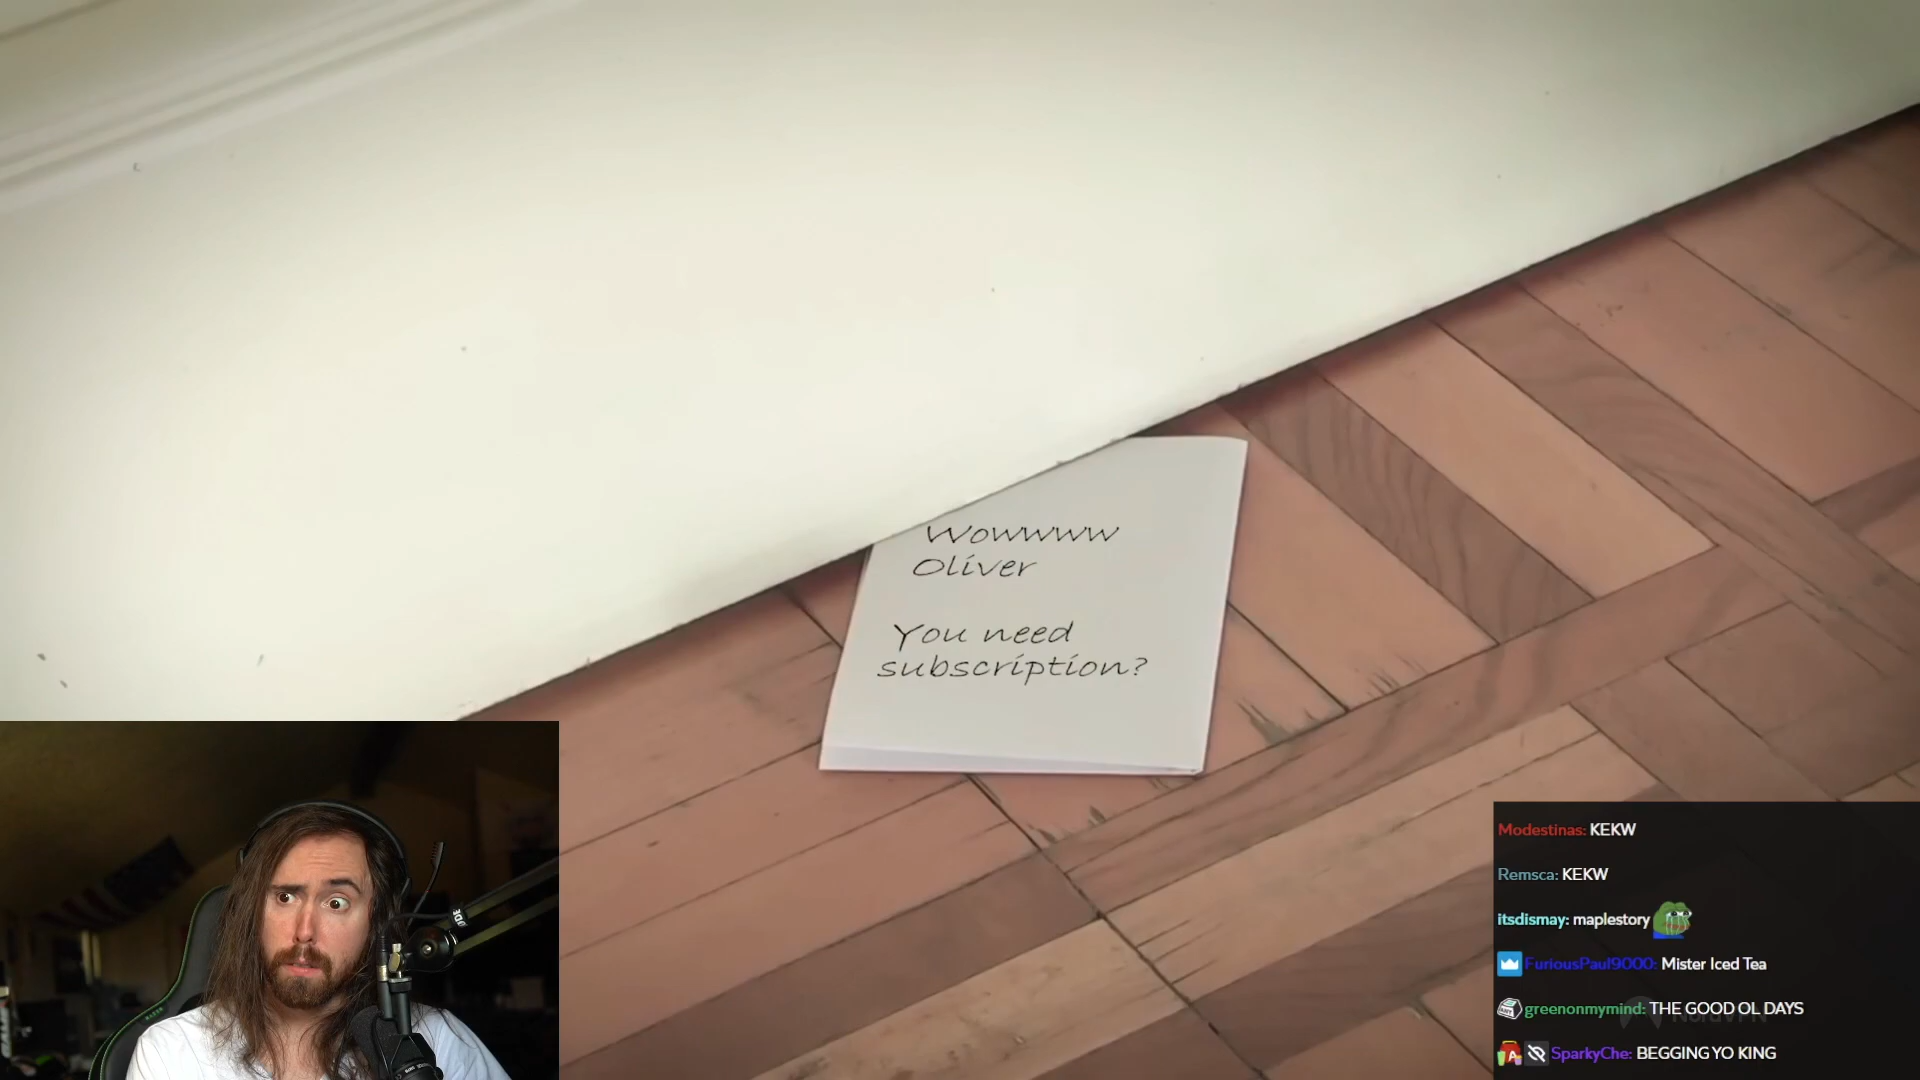 Wowwww
Oliver
You need
subscription?
Modestinas: KEKW
Remsca: KEKW
itsdismay: maplestory
FuriousPaul9000: Mister Iced Tea
greenonmymind: THE GOOD OL DAYS
SparkyChe: BEGGING YO KING